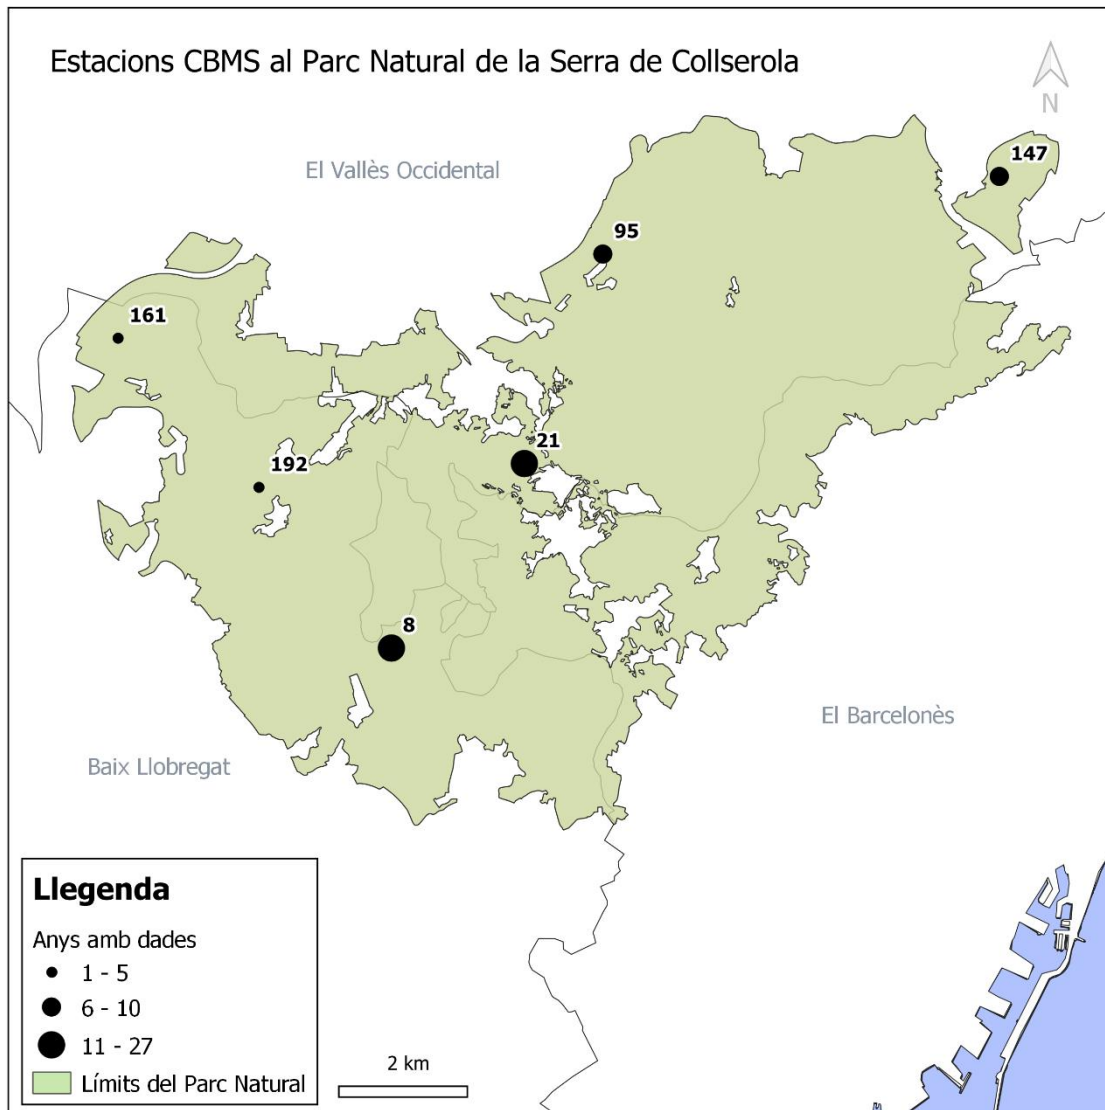 Estacions CBMS al Parc Natural de la Serra de Collserola
N
El Vallès Occidental
147
95
161
21
192
8
El Barcelonès
Baix Llobregat
Llegenda
Anys amb dades
1 - 5
6 - 10
11 - 27
Límits del Parc Natural
2 km